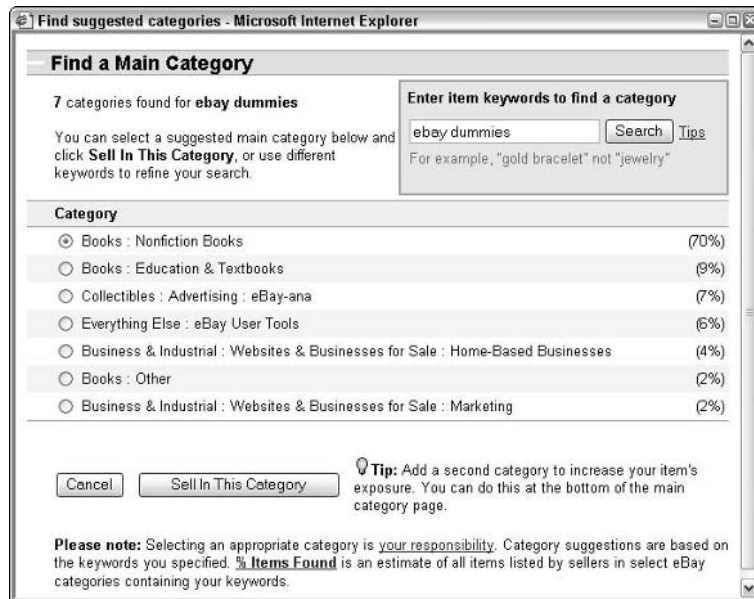 Find suggested categories - Microsoft Internet Explorer
Find a Main Category
7 categories found for ebay dummies
You can select a suggested main category below and
click Sell In This Category, or use different
keywords to refine your search.
Enter item keywords to find a category
ebay dummies Search Tips
For example, "gold bracelet" not "jewelry"
Category
Books : Nonfiction Books (70%)
Books : Education & Textbooks (9%)
Collectibles : Advertising : eBay-ana (7%)
Everything Else : eBay User Tools (6%)
Business & Industrial : Websites & Businesses for Sale : Home-Based Businesses (4%)
Books : Other (2%)
Business & Industrial : Websites & Businesses for Sale : Marketing (2%)
Cancel Sell In This Category
Tip: Add a second category to increase your item's
exposure. You can do this at the bottom of the main
category page.
Please note: Selecting an appropriate category is your responsibility. Category suggestions are based on
the keywords you specified. % Items Found is an estimate of all items listed by sellers in select eBay
categories containing your keywords.